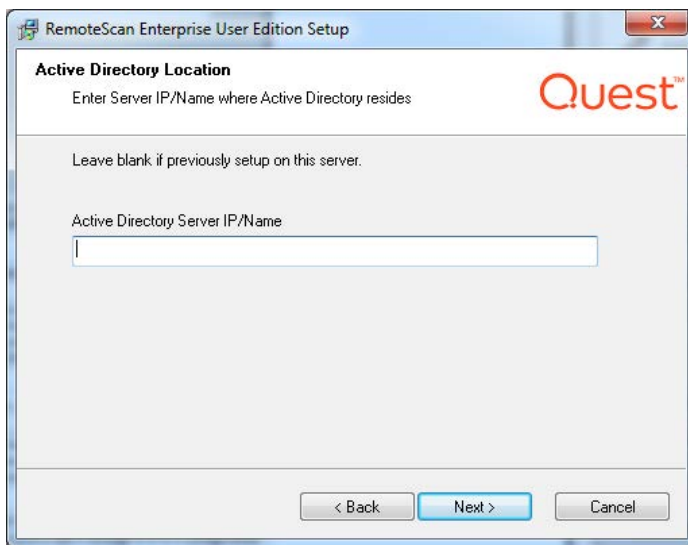 RemoteScan Enterprise User Edition Setup
Active Directory Location
Enter Server IP/Name where Active Directory resides
Quest™
Leave blank if previously setup on this server.
Active Directory Server IP/Name
< Back Next > Cancel